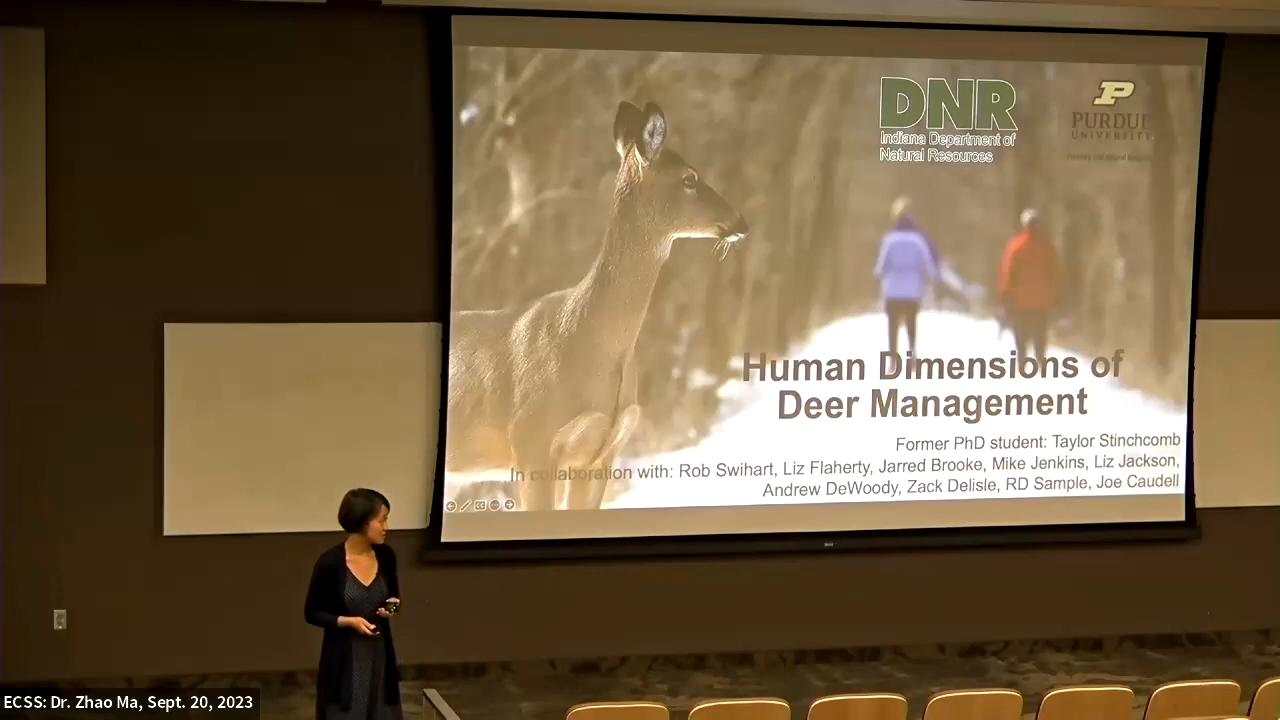 DNR
Indiana Department of
Natural Resources
P
PURDUE
UNIVERSITY
Human Dimensions of
Deer Management
Former PhD student: Taylor Stinchcomb
In collaboration with: Rob Swihart, Liz Flaherty, Jarred Brooke, Mike Jenkins, Liz Jackson,
Andrew DeWoody, Zack Delisle, RD Sample, Joe Caudell
ECSS: Dr. Zhao Ma, Sept. 20, 2023